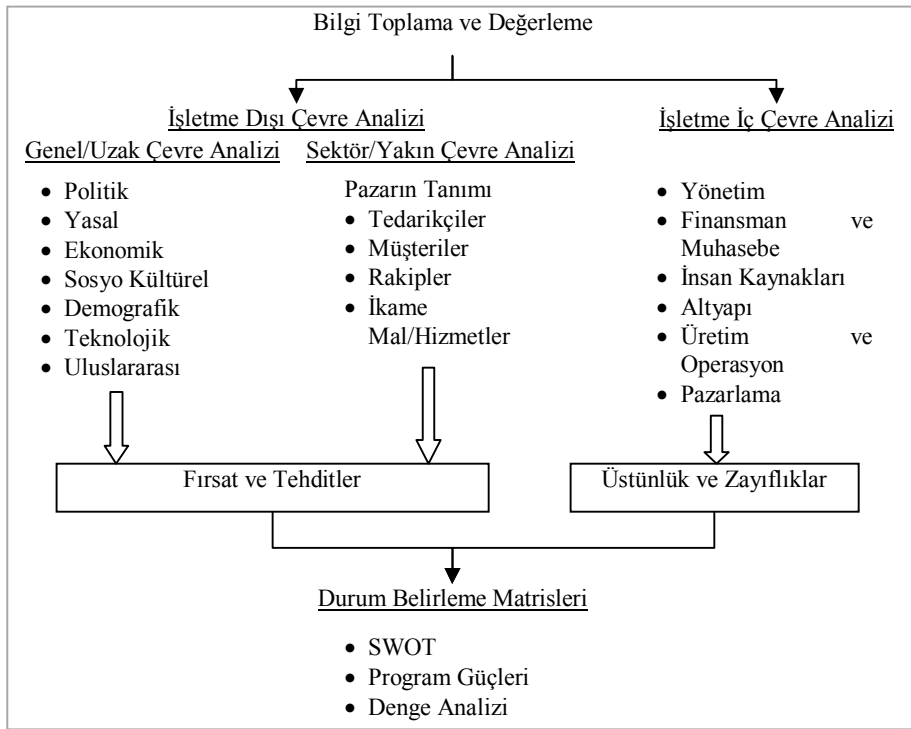 Bilgi Toplama ve Değerleme
İşletme Dışı Çevre Analizi
Genel/Uzak Çevre Analizi
• Politik
• Yasal
• Ekonomik
• Sosyo Kültürel
• Demografik
• Teknolojik
• Uluslararası
Sektör/Yakın Çevre Analizi
Pazarın Tanımı
• Tedarikçiler
• Müşteriler
• Rakipler
• İkame
Mal/Hizmetler
İşletme İç Çevre Analizi
• Yönetim
• Finansman ve
Muhasebe
• İnsan Kaynakları
• Altyapı
• Üretim ve
Operasyon
• Pazarlama
Fırsat ve Tehditler
Üstünlük ve Zayıflıklar
Durum Belirleme Matrisleri
• SWOT
• Program Güçleri
• Denge Analizi